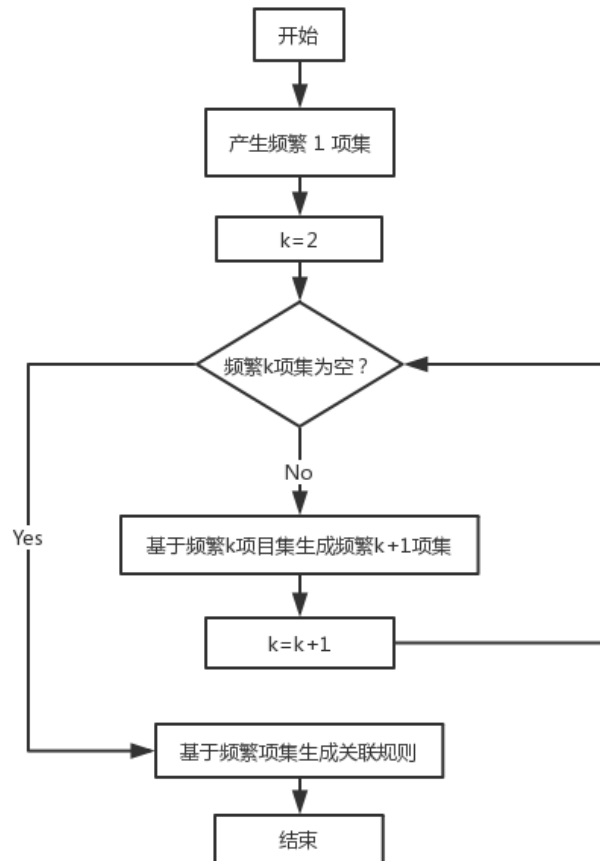 开始
产生频繁 1 项集
k=2
频繁k项集为空？
No
Yes
基于频繁k项目集生成频繁k+1项集
k=k+1
基于频繁项集生成关联规则
结束